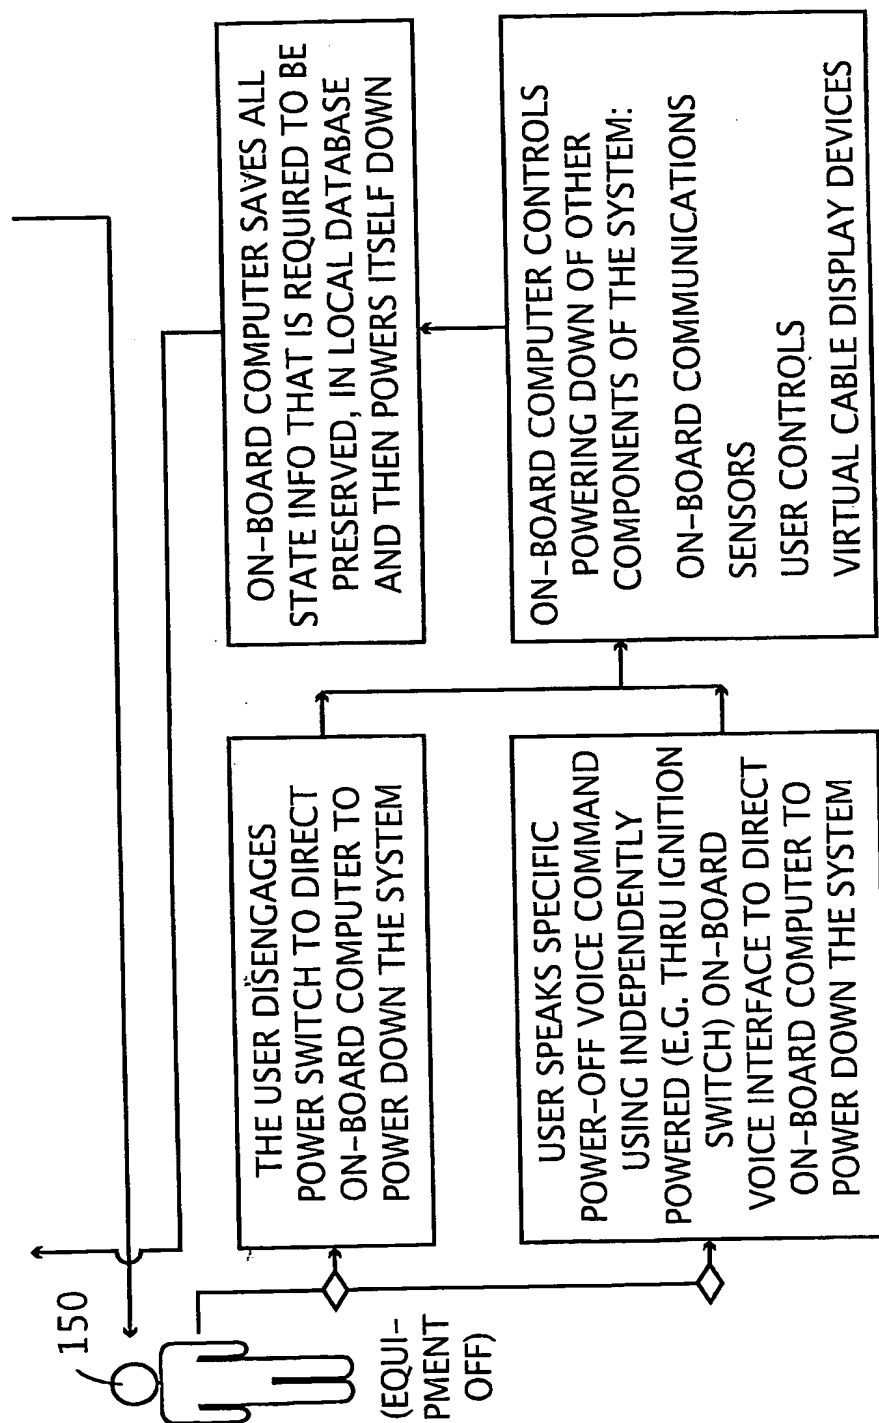 150
(EQUI-
PMENT
OFF)
THE USER DISENGAGES
POWER SWITCH TO DIRECT
ON-BOARD COMPUTER TO
POWER DOWN THE SYSTEM
USER SPEAKS SPECIFIC
POWER-OFF VOICE COMMAND
USING INDEPENDENTLY
POWERED (E.G. THRU IGNITION
SWITCH) ON-BOARD
VOICE INTERFACE TO DIRECT
ON-BOARD COMPUTER TO
POWER DOWN THE SYSTEM
ON-BOARD COMPUTER SAVES ALL
STATE INFO THAT IS REQUIRED TO BE
PRESERVED, IN LOCAL DATABASE
AND THEN POWERS ITSELF DOWN
ON-BOARD COMPUTER CONTROLS
POWERING DOWN OF OTHER
COMPONENTS OF THE SYSTEM:
ON-BOARD COMMUNICATIONS
SENSORS
USER CONTROLS
VIRTUAL CABLE DISPLAY DEVICES